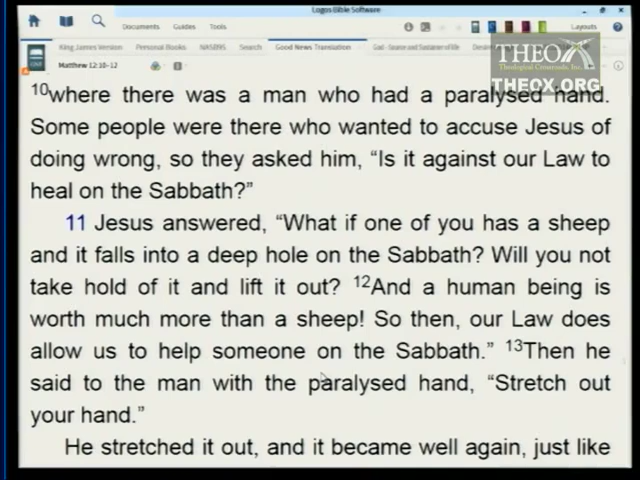 Logos Bible Software
Documents Guides Tools Layouts
King James Version Personal Books NASB95 Search Good News Translation God - Source and Sustainer of life
Matthew 12:10-12
THEOX
THEOX.ORG
10where there was a man who had a paralysed hand.
Some people were there who wanted to accuse Jesus of
doing wrong, so they asked him, “Is it against our Law to
heal on the Sabbath?”
11 Jesus answered, “What if one of you has a sheep
and it falls into a deep hole on the Sabbath? Will you not
take hold of it and lift it out? 12And a human being is
worth much more than a sheep! So then, our Law does
allow us to help someone on the Sabbath.” 13Then he
said to the man with the paralysed hand, “Stretch out
your hand.”
He stretched it out, and it became well again, just like